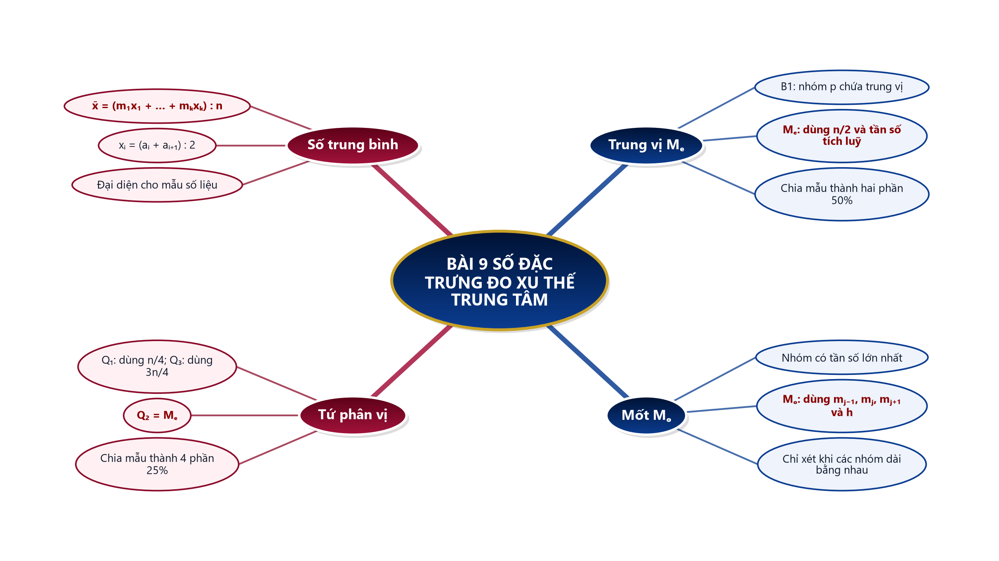 BÀI 9 SỐ ĐẶC
TRƯNG ĐO XU THẾ
TRUNG TÂM
Số trung bình
x̄ = (m₁x₁ + … + mₖxₖ) : n
xᵢ = (aᵢ + aᵢ₊₁) : 2
Đại diện cho mẫu số liệu
Trung vị Mₑ
B1: nhóm p chứa trung vị
Mₑ: dùng n/2 và tần số
tích luỹ
Chia mẫu thành hai phần
50%
Tứ phân vị
Q₁: dùng n/4; Q₃: dùng
3n/4
Q₂ = Mₑ
Chia mẫu thành 4 phần
25%
Mốt Mₒ
Nhóm có tần số lớn nhất
Mₒ: dùng mⱼ₋₁, mⱼ, mⱼ₊₁
và h
Chỉ xét khi các nhóm dài
bằng nhau